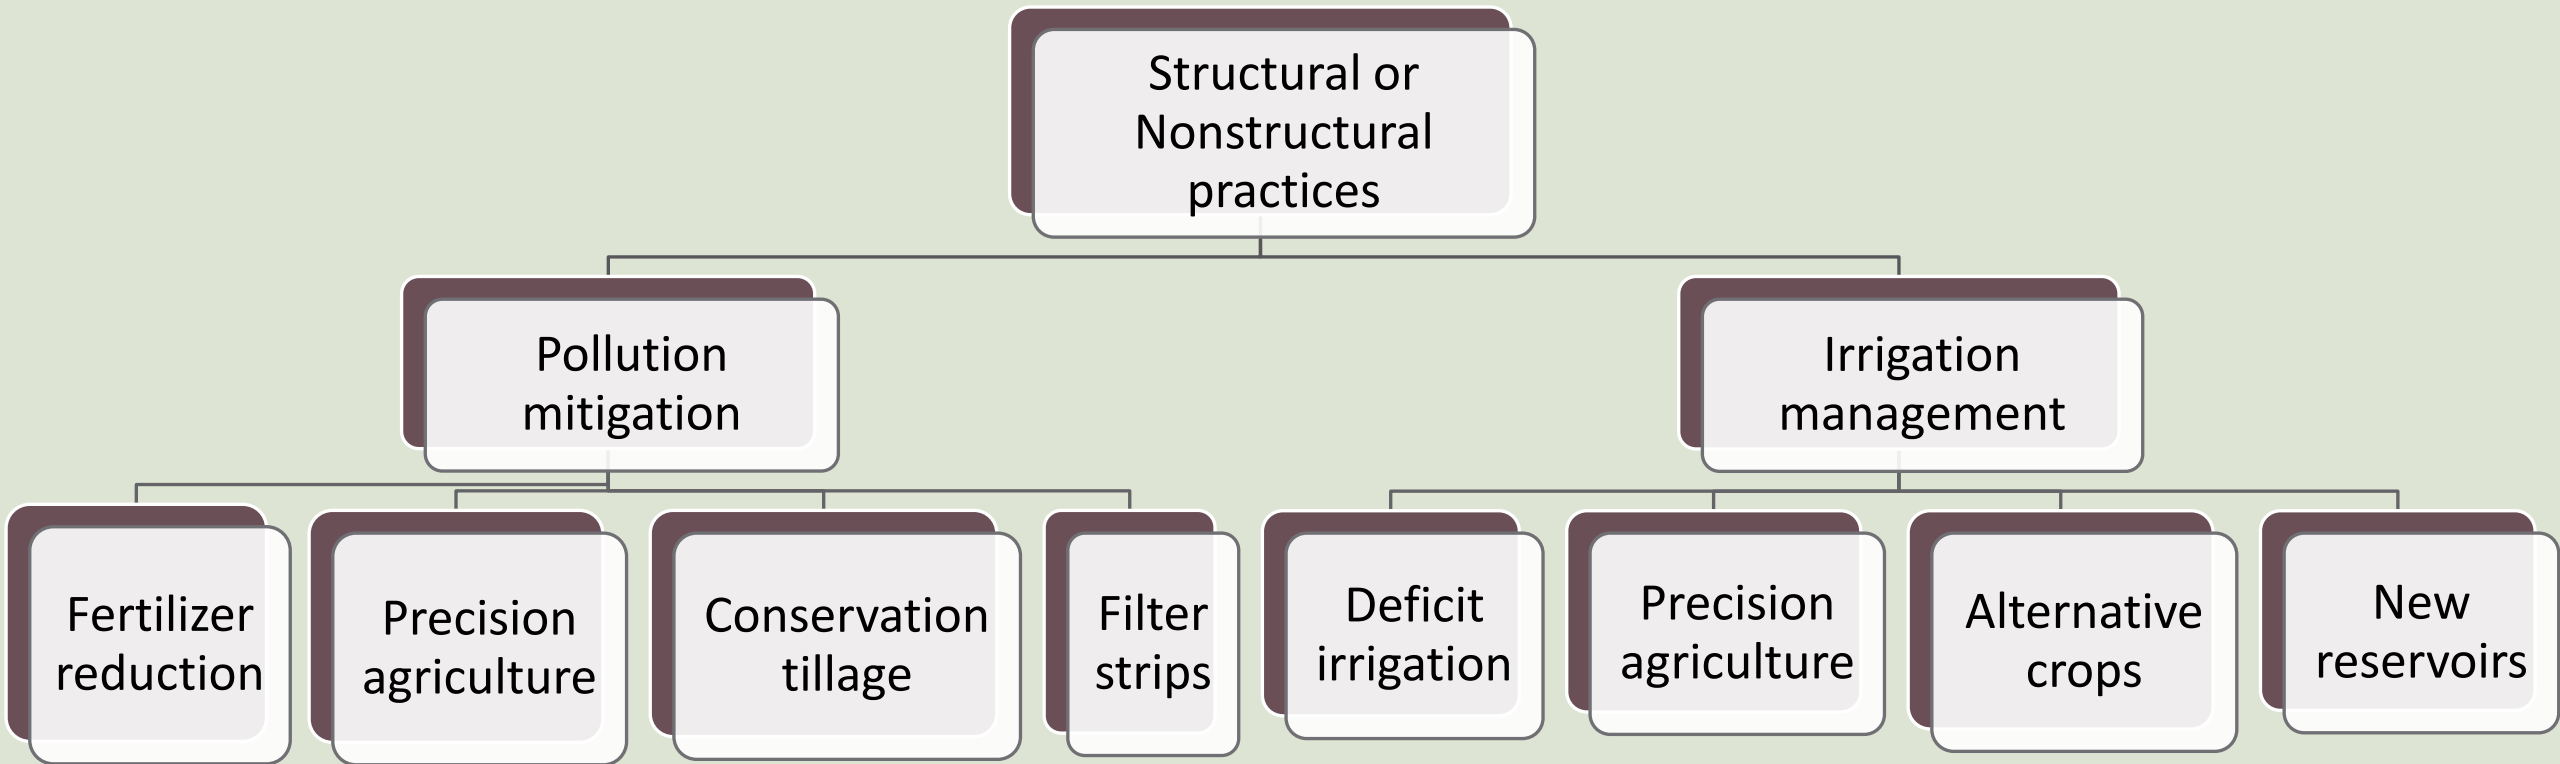 Structural or
Nonstructural
practices
Pollution
mitigation
Irrigation
management
Fertilizer
reduction
Precision
agriculture
Conservation
tillage
Filter
strips
Deficit
irrigation
Precision
agriculture
Alternative
crops
New
reservoirs